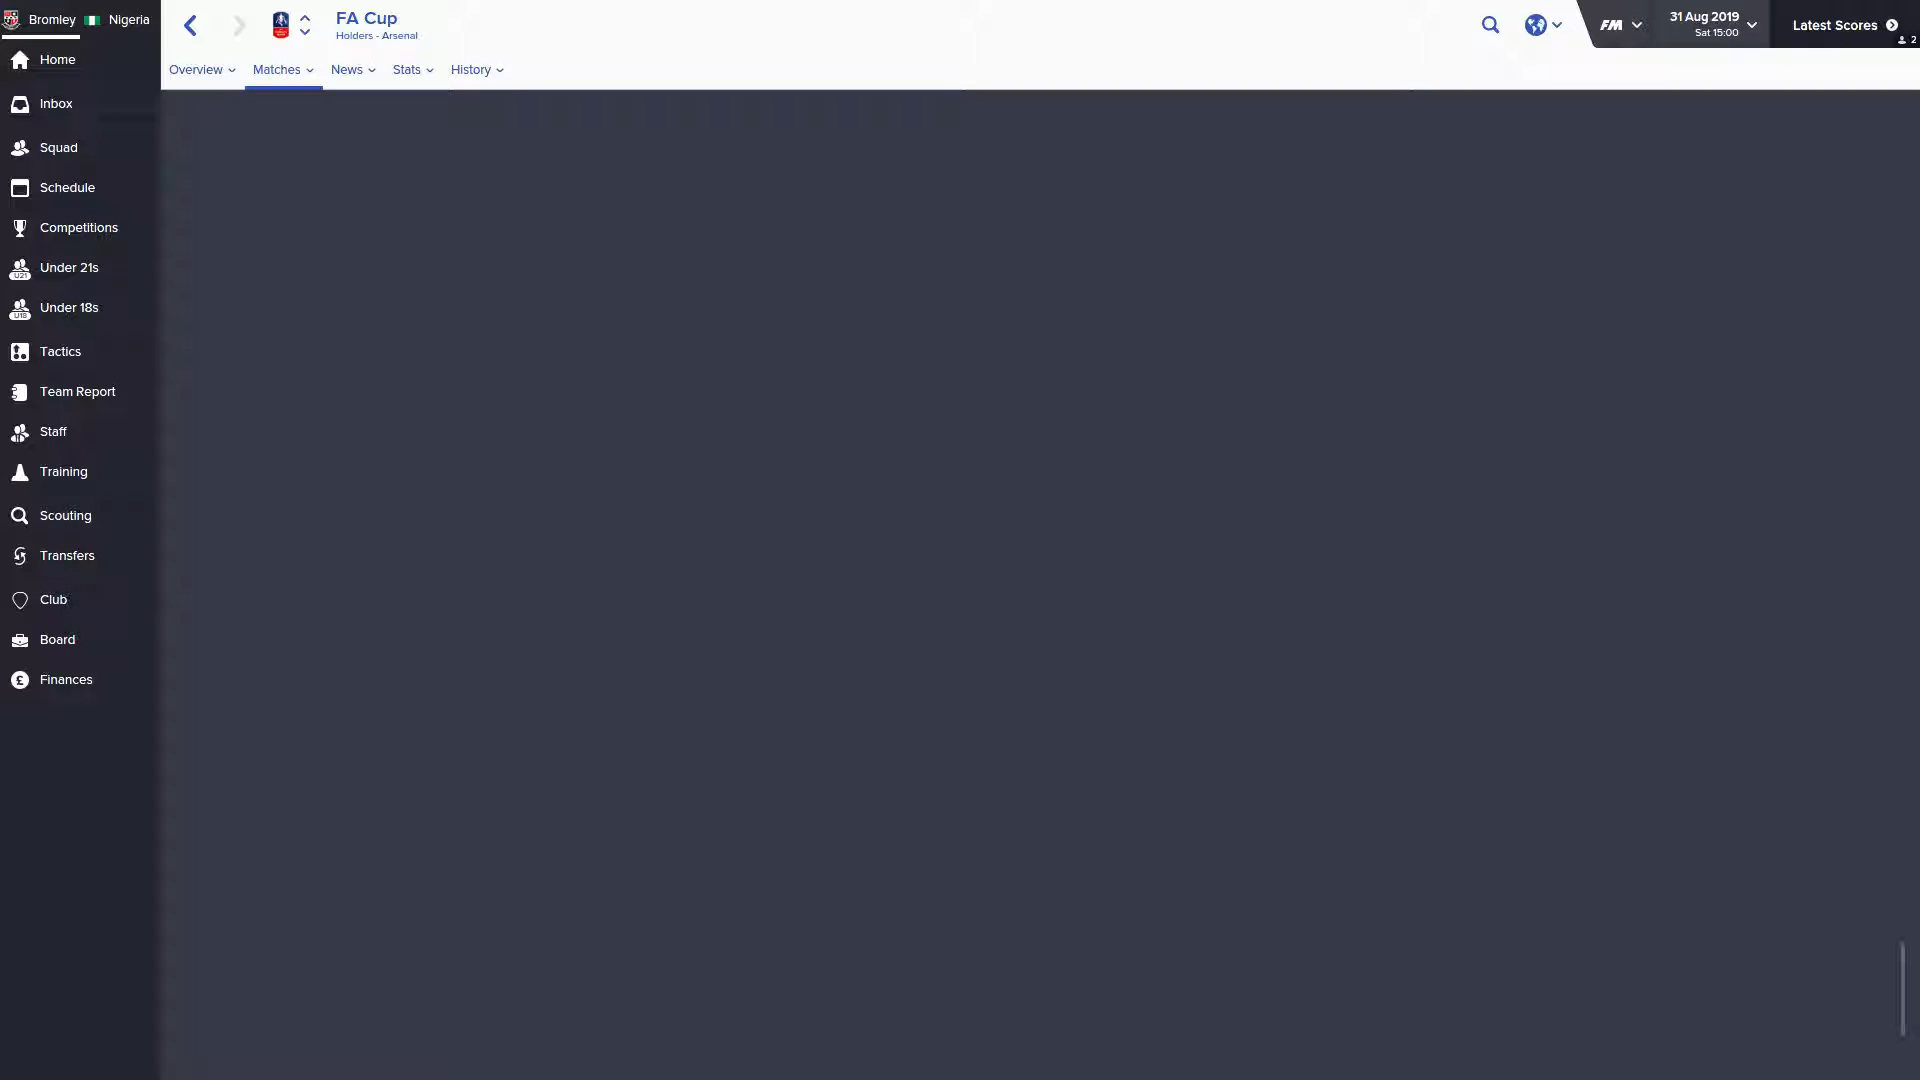 Bromley
Nigeria
FA Cup
Holders - Arsenal
FM
31 Aug 2019
Sat 15:00
Latest Scores
2
Overview
Matches
News
Stats
History
Home
Inbox
Squad
Schedule
Competitions
U21
Under 21s
U18
Under 18s
Tactics
Team Report
Staff
Training
Scouting
Transfers
Club
Board
£
Finances